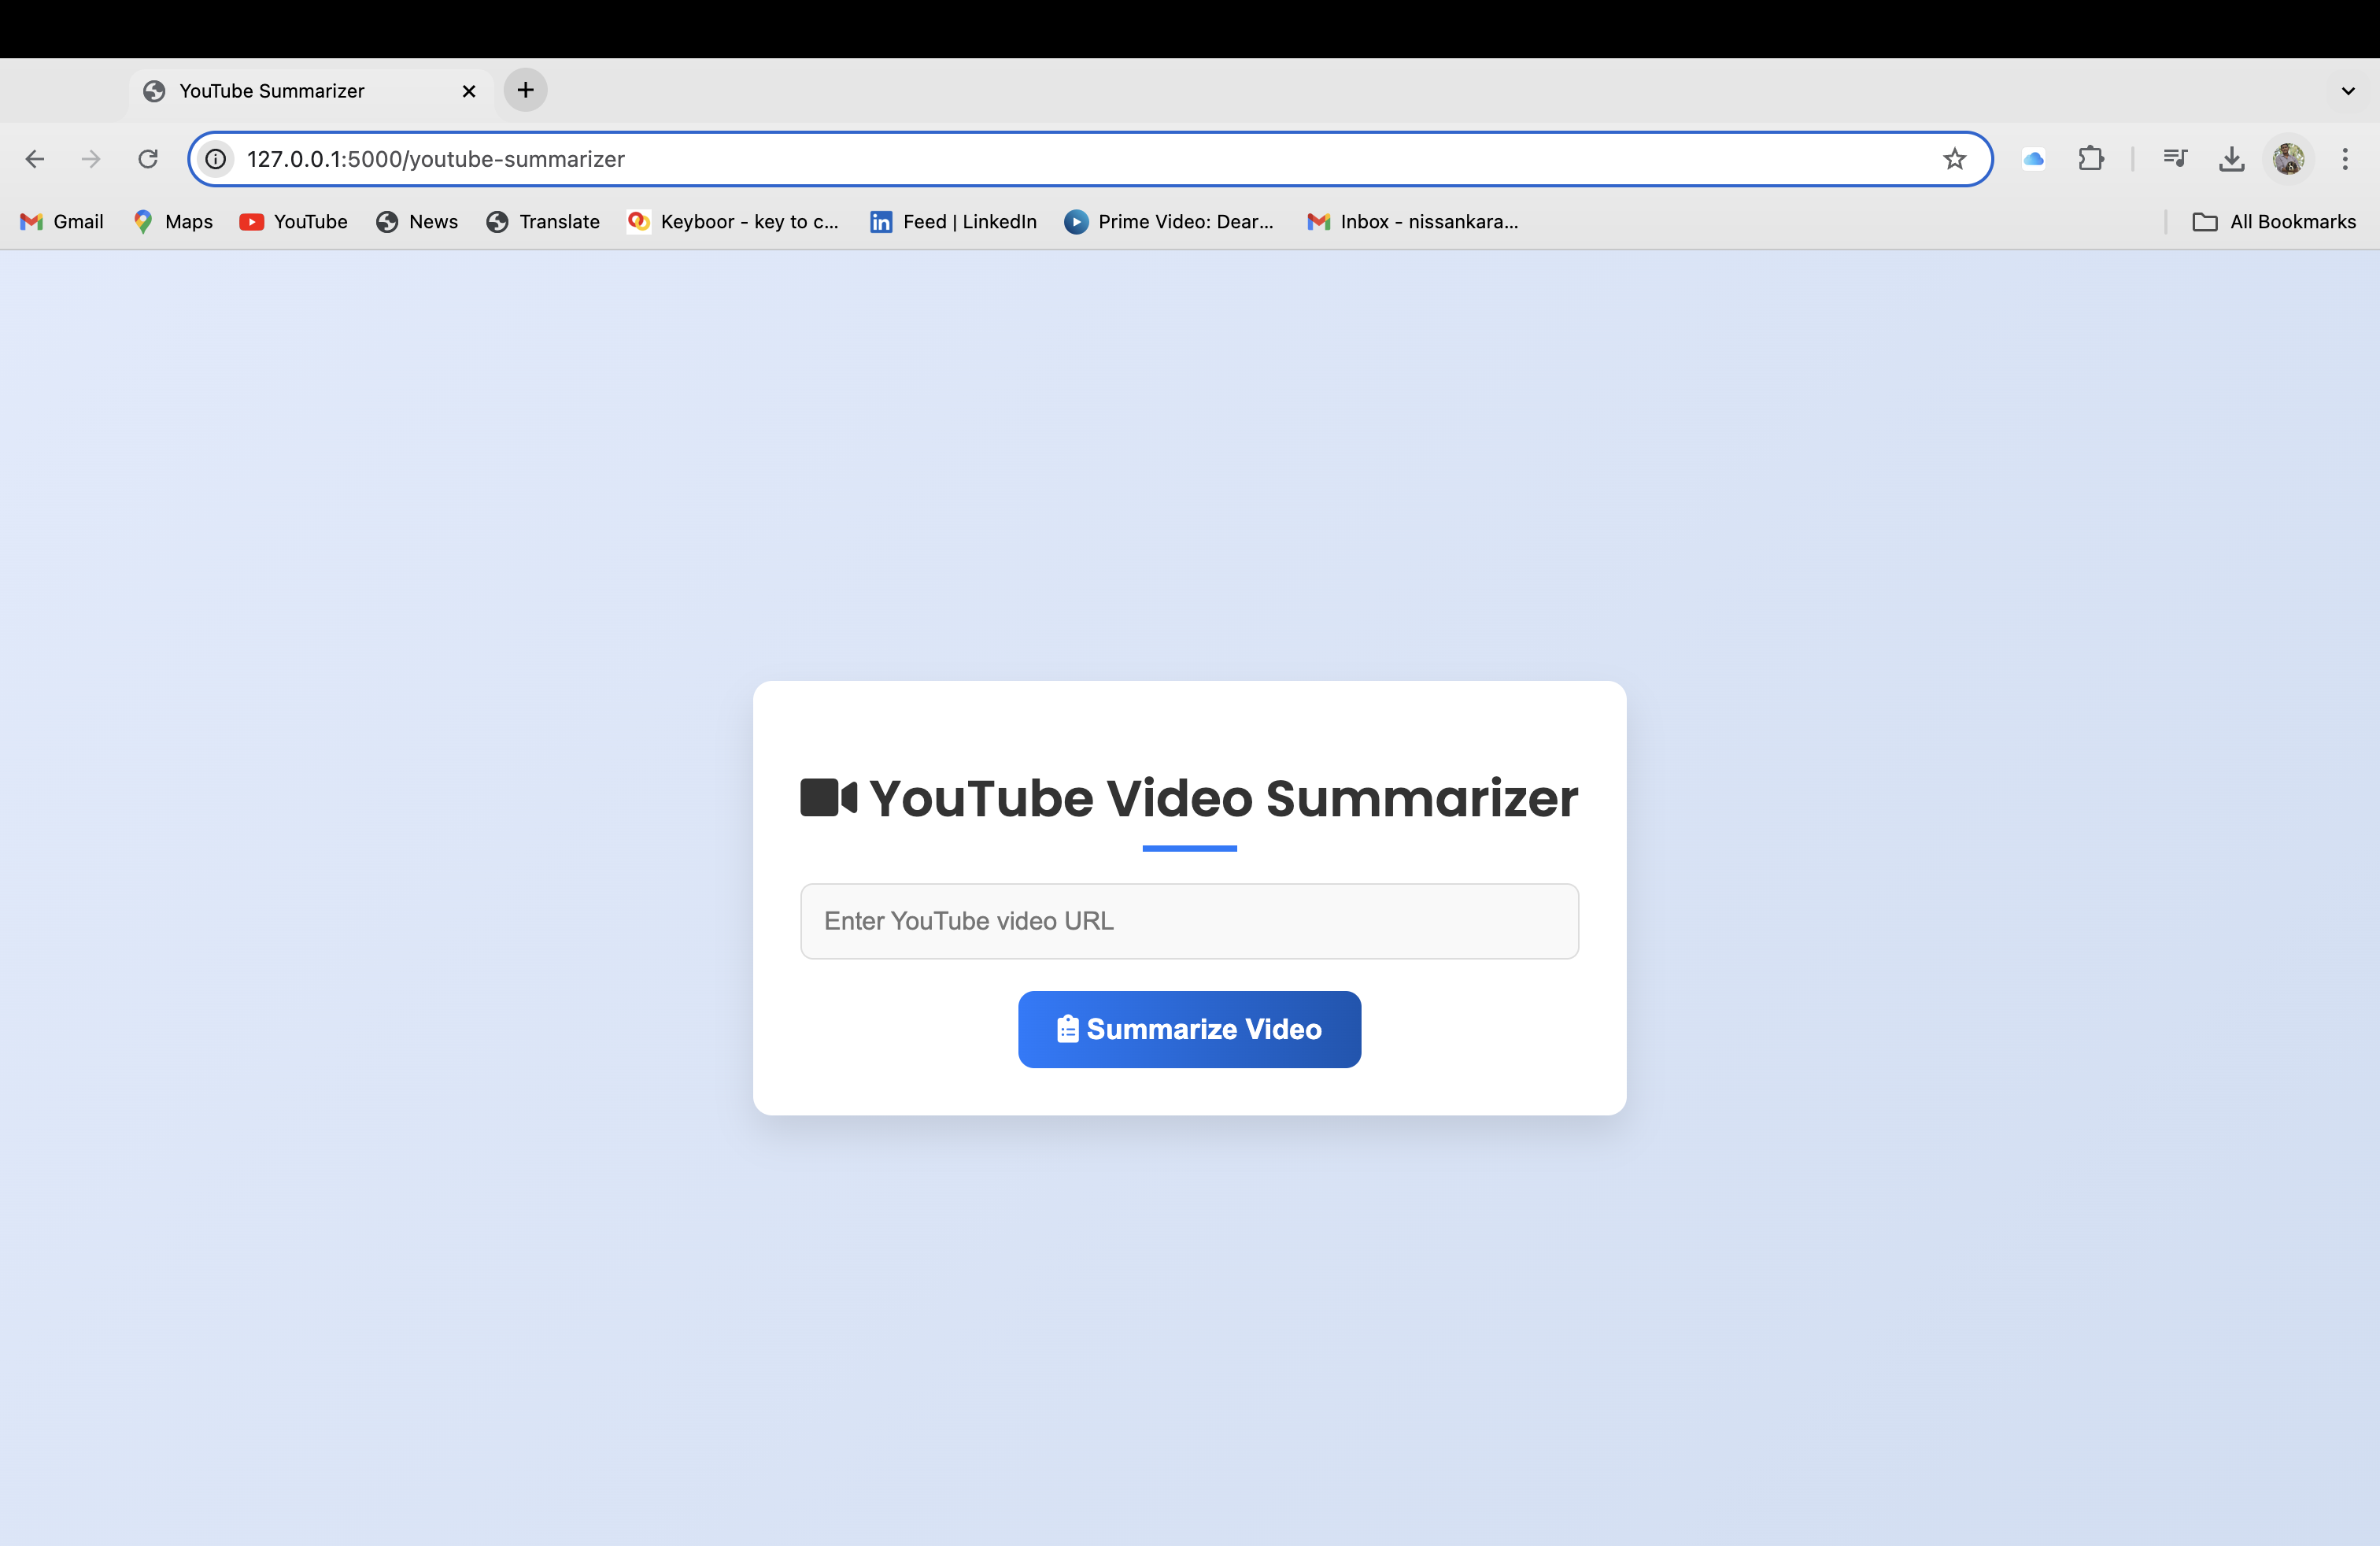 YouTube Summarizer
127.0.0.1:5000/youtube-summarizer
Gmail Maps YouTube News Translate Keyboor - key to c... Feed | LinkedIn Prime Video: Dear... Inbox - nissankara... All Bookmarks
YouTube Video Summarizer
Enter YouTube video URL
Summarize Video